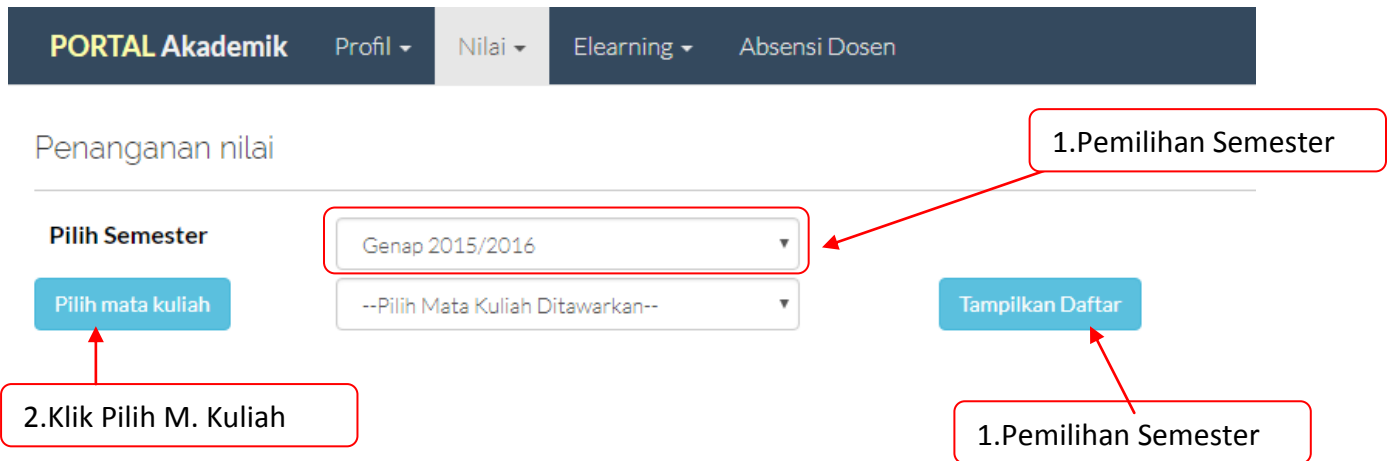 PORTAL Akademik Profil Nilai Elearning Absensi Dosen
1.Pemilihan Semester
Penanganan nilai
Pilih Semester Genap 2015/2016
Pilih mata kuliah --Pilih Mata Kuliah Ditawarkan-- Tampilkan Daftar
2.Klik Pilih M. Kuliah
1.Pemilihan Semester